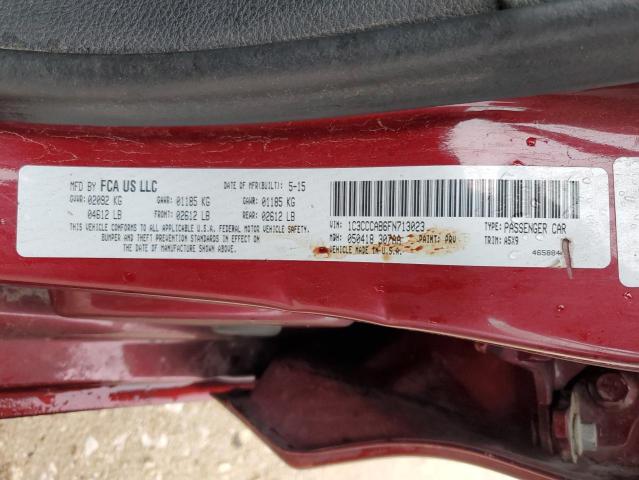 MFD BY FCA US LLC DATE OF MFR(BUILT): 5-15
GVWR: 02092 KG GAWR: 01185 KG GAWR: 01185 KG
04612 LB FRONT: 02612 LB REAR: 02612 LB
THIS VEHICLE CONFORMS TO ALL APPLICABLE U.S.A. FEDERAL MOTOR VEHICLE SAFETY,
BUMPER AND THEFT PREVENTION STANDARDS IN EFFECT ON
THE DATE OF MANUFACTURE SHOWN ABOVE.
VIN: 1C3CCCAB6FN713023 TYPE: PASSENGER CAR
MDH: 050418 307AA PAINT: PRV TRIM: A5X9
VEHICLE MADE IN U.S.A.